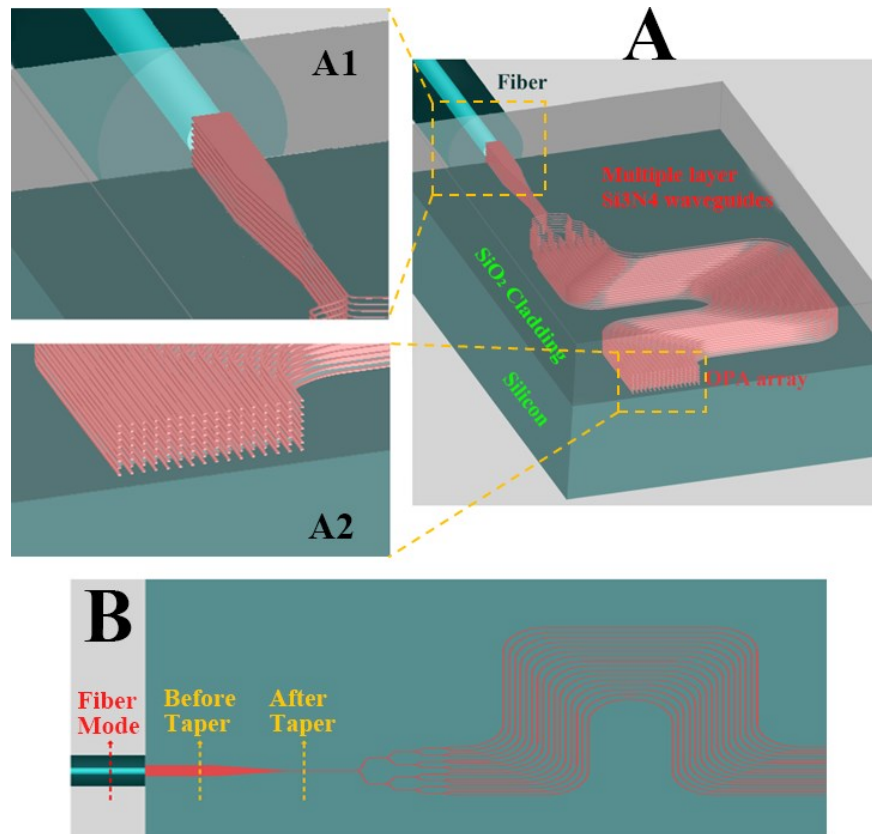 A1
A
Fiber
Multiple layer
Si3N4 waveguides
SiO₂ Cladding
Silicon
OPA array
A2
B
Fiber
Mode
Before
Taper
After
Taper